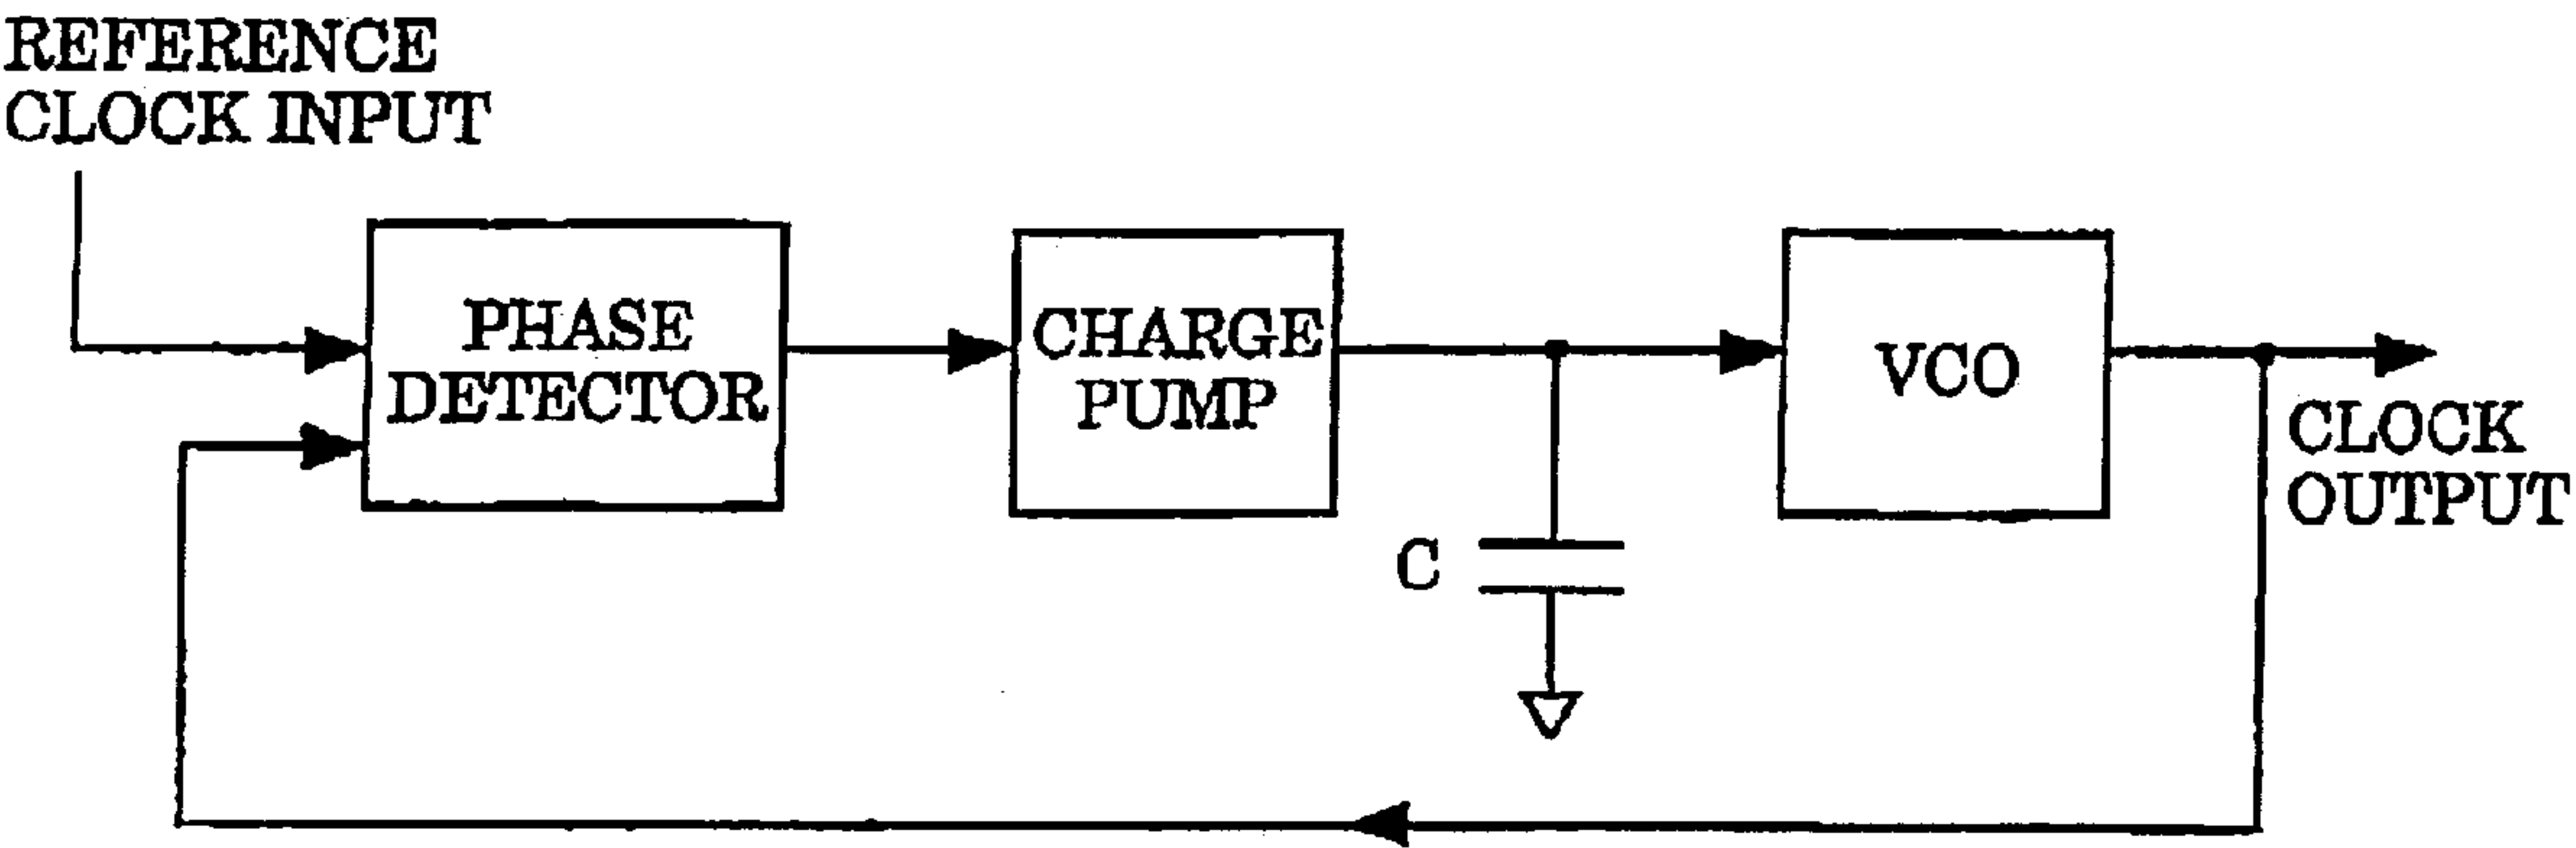 REFERENCE
CLOCK INPUT
PHASE
DETECTOR
CHARGE
PUMP
VCO
CLOCK
OUTPUT
C